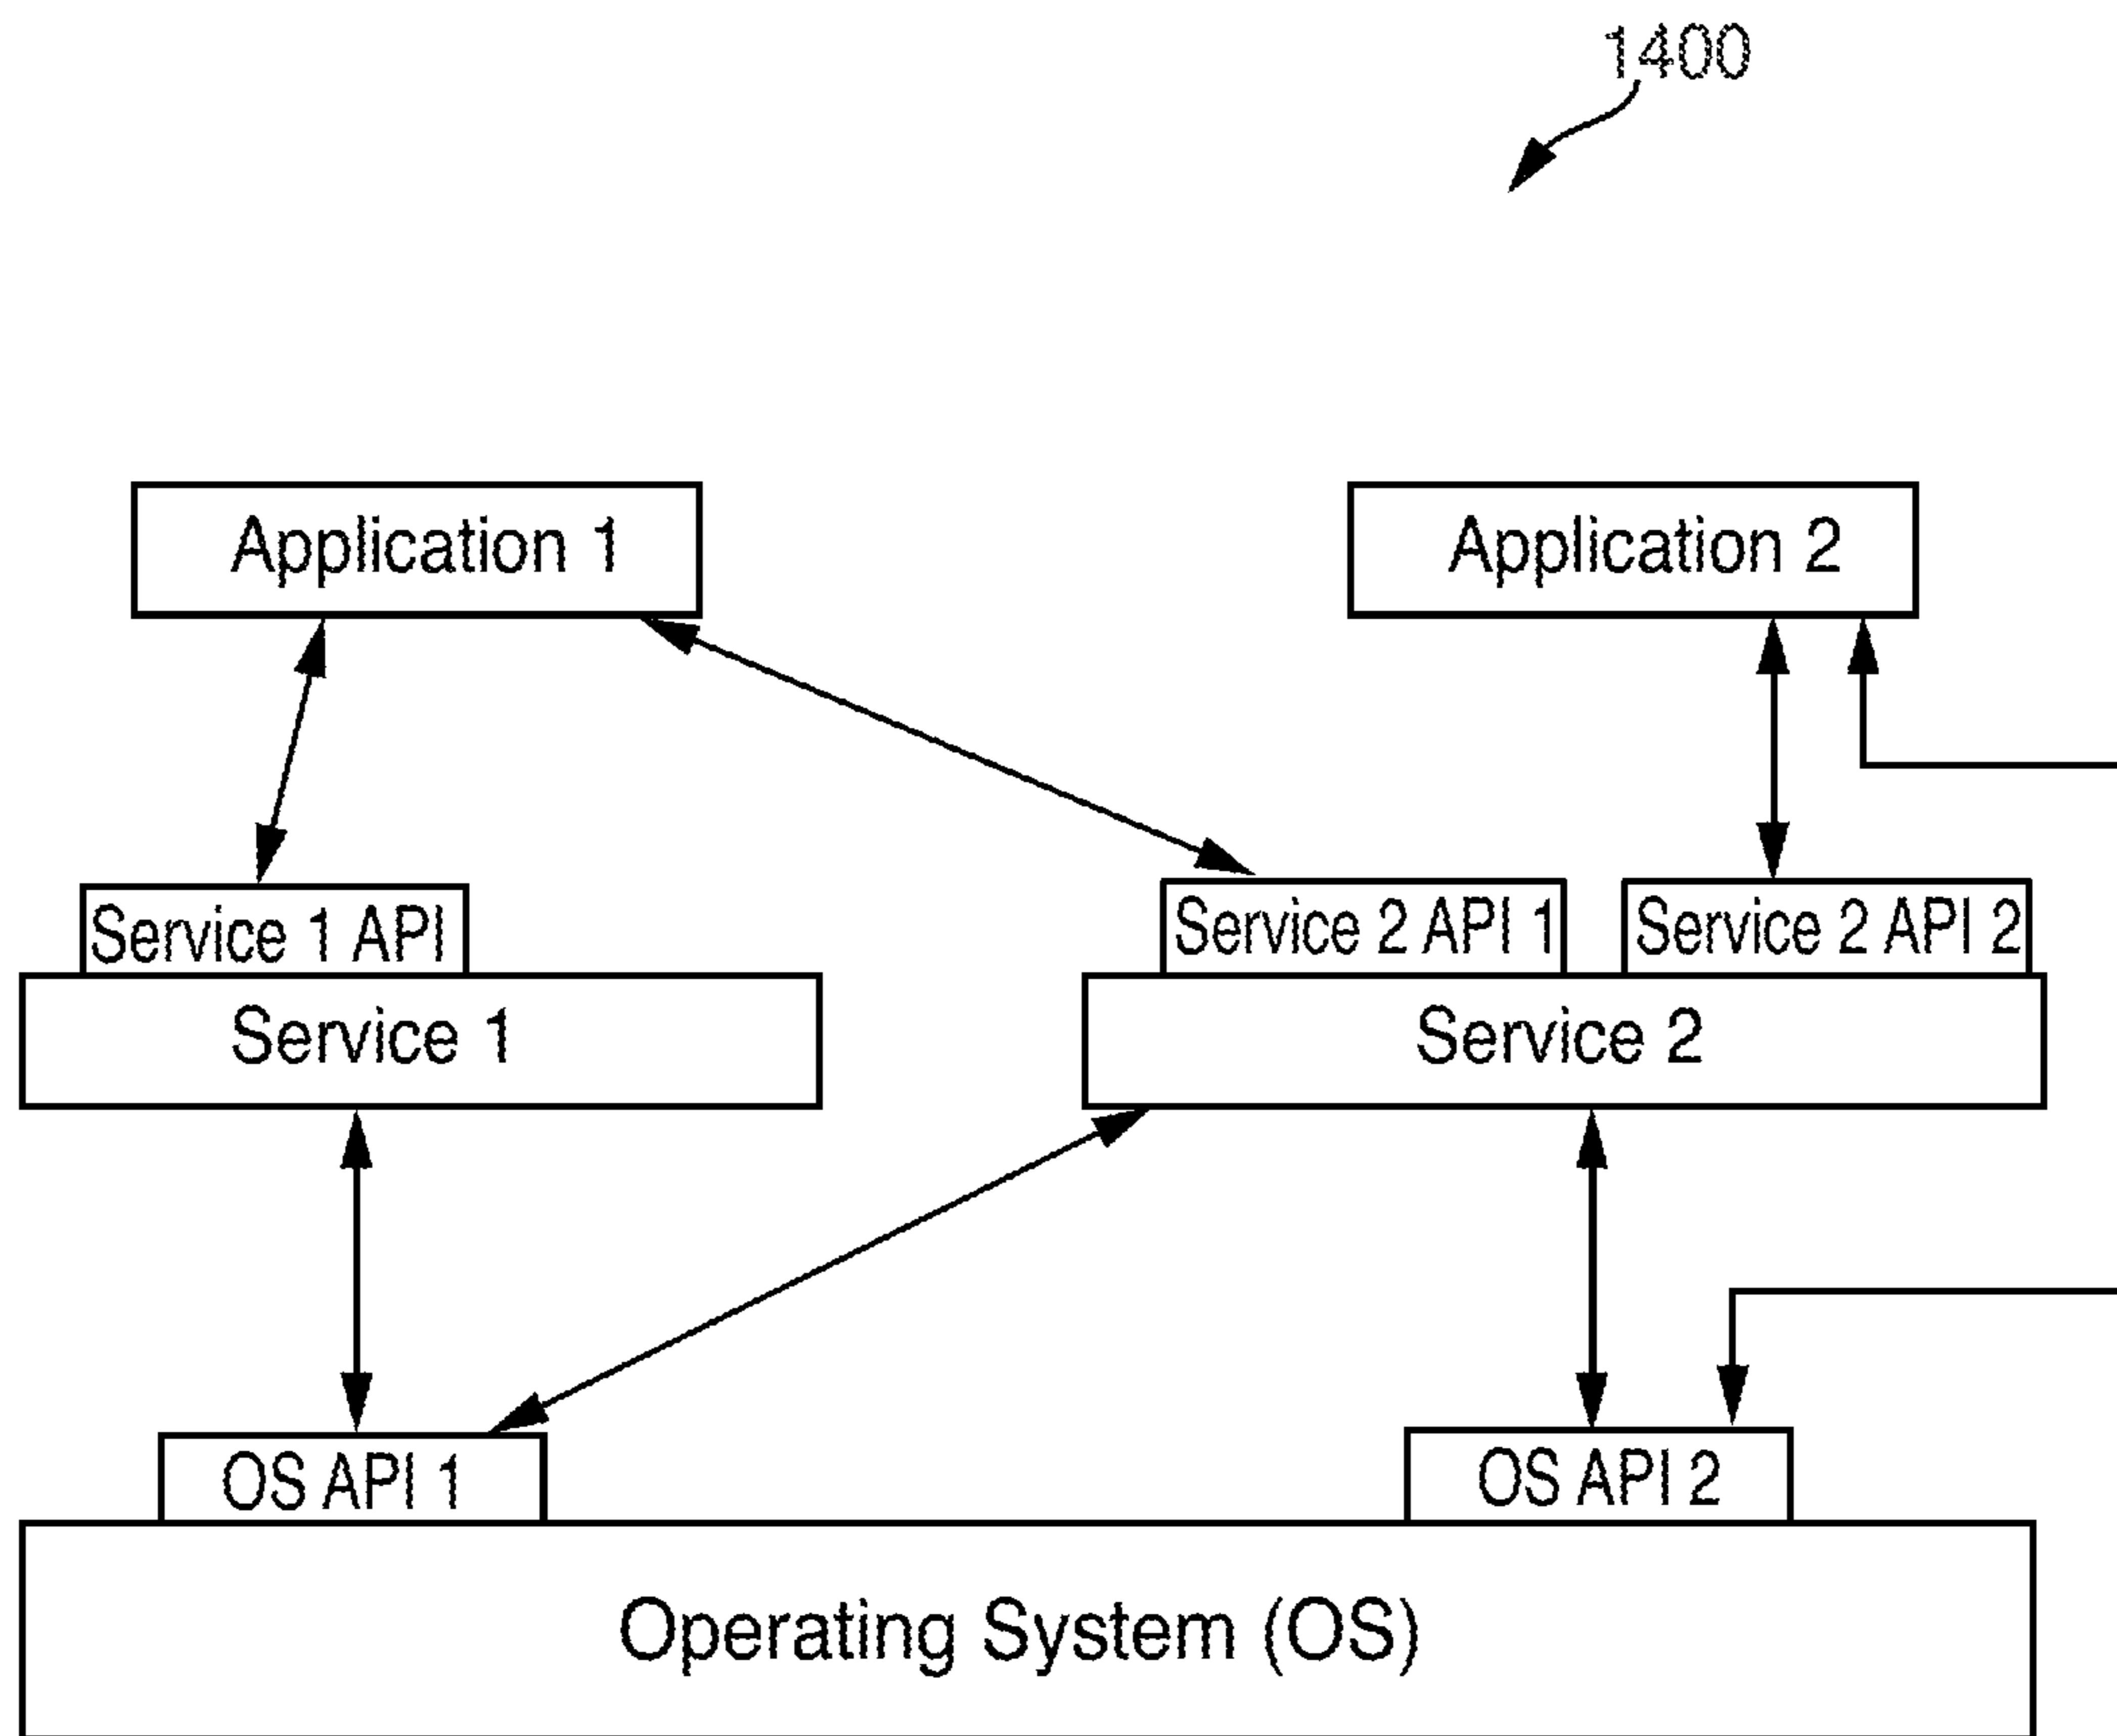 1400
Application 1
Application 2
Service 1 API
Service 2 API 1
Service 2 API 2
Service 1
Service 2
OS API 1
OS API 2
Operating System (OS)